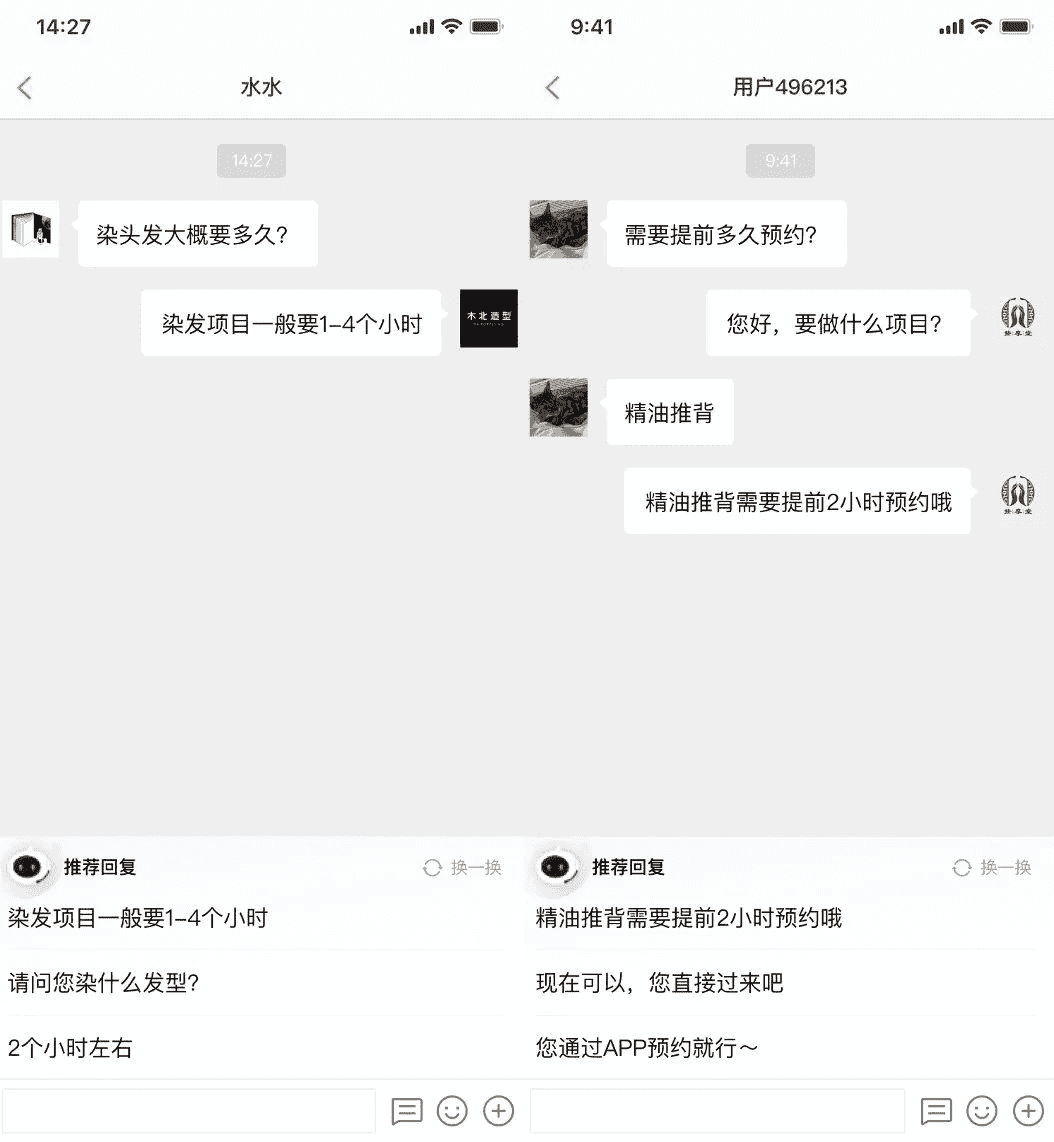 14:27
水水
14:27
染头发大概要多久?
染发项目一般要1-4个小时
木北造型
推荐回复
换一换
染发项目一般要1-4个小时
请问您染什么发型?
2个小时左右
9:41
用户496213
9:41
需要提前多久预约?
您好，要做什么项目?
精油推背
精油推背需要提前2小时预约哦
推荐回复
换一换
精油推背需要提前2小时预约哦
现在可以，您直接过来吧
您通过APP预约就行～